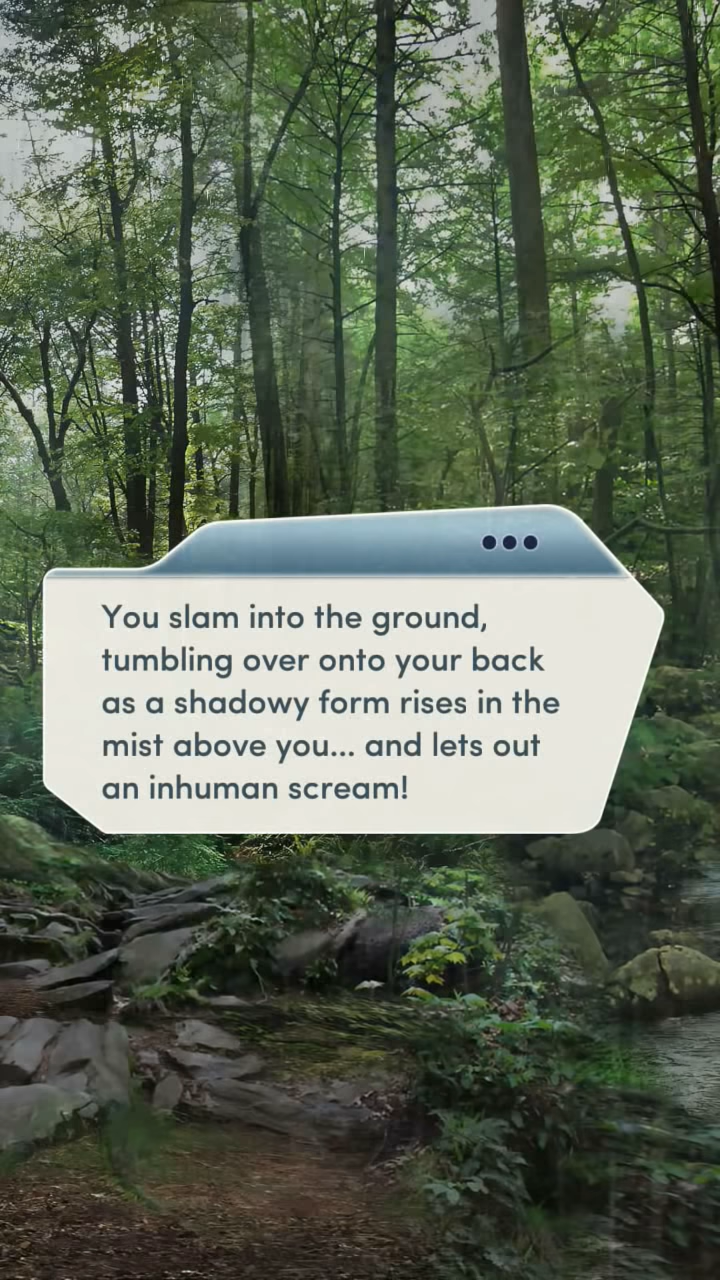 You slam into the ground,
tumbling over onto your back
as a shadowy form rises in the
mist above you... and lets out
an inhuman scream!